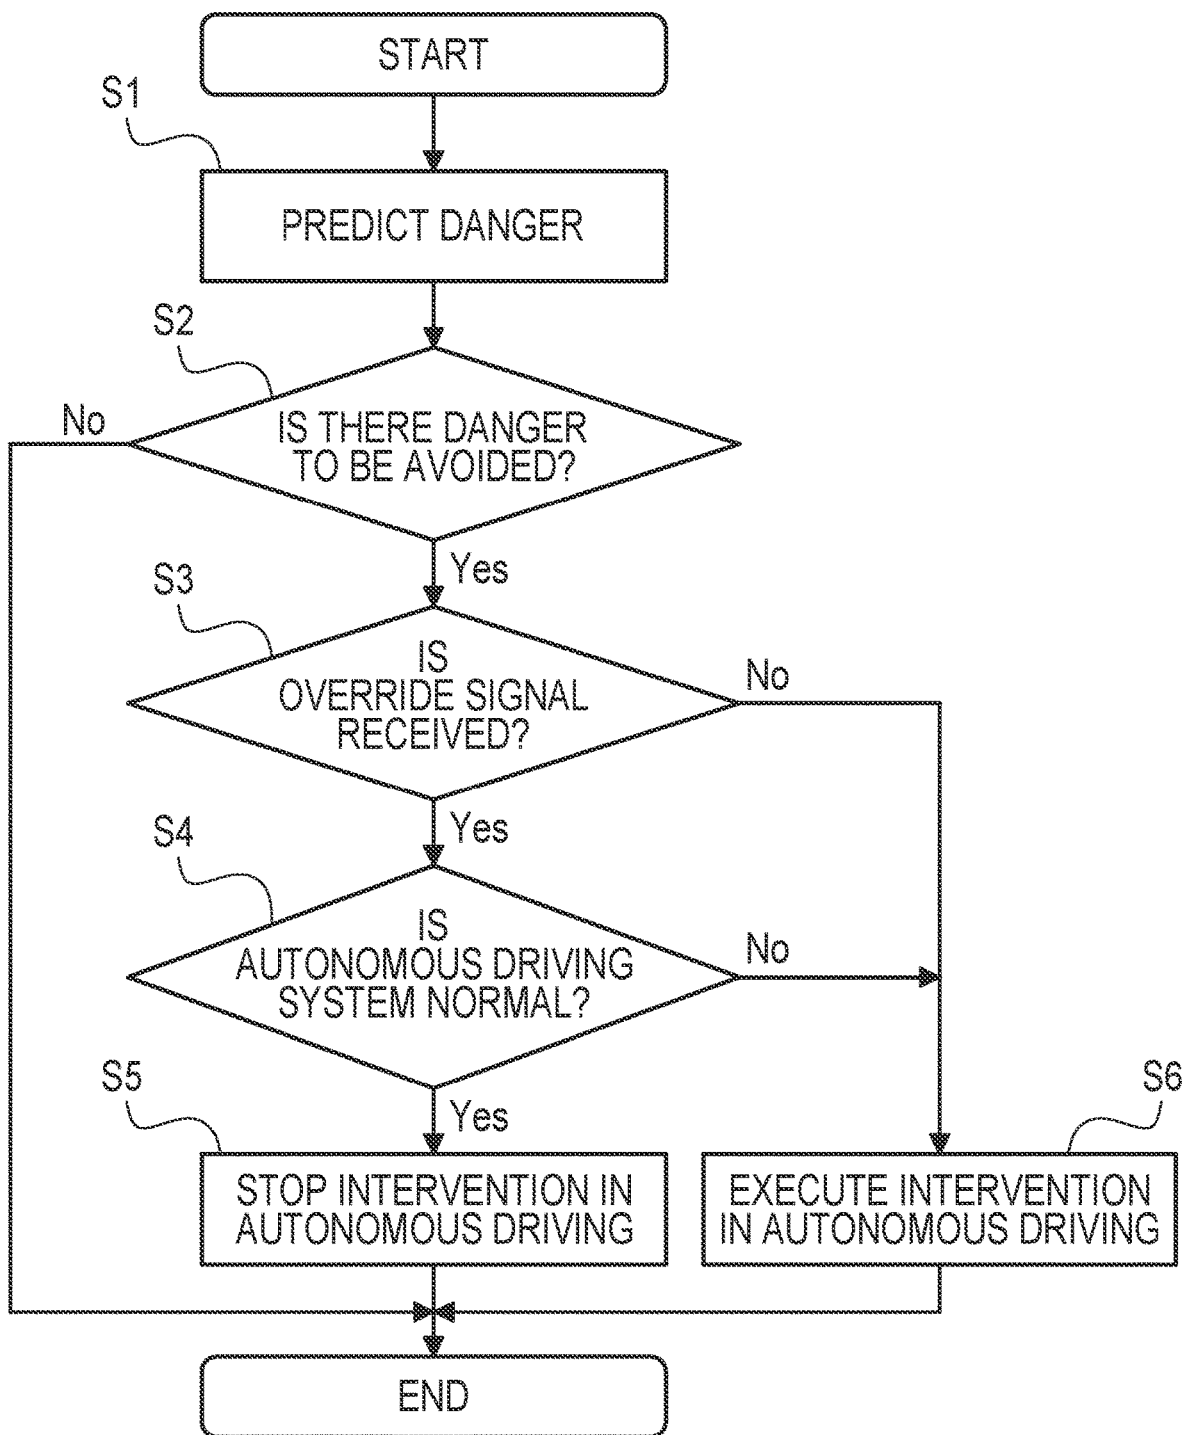 START
S1
PREDICT DANGER
S2
No
IS THERE DANGER
TO BE AVOIDED?
Yes
S3
IS
OVERRIDE SIGNAL
RECEIVED?
No
Yes
S4
IS
AUTONOMOUS DRIVING
SYSTEM NORMAL?
No
Yes
S5
STOP INTERVENTION IN
AUTONOMOUS DRIVING
S6
EXECUTE INTERVENTION
IN AUTONOMOUS DRIVING
END